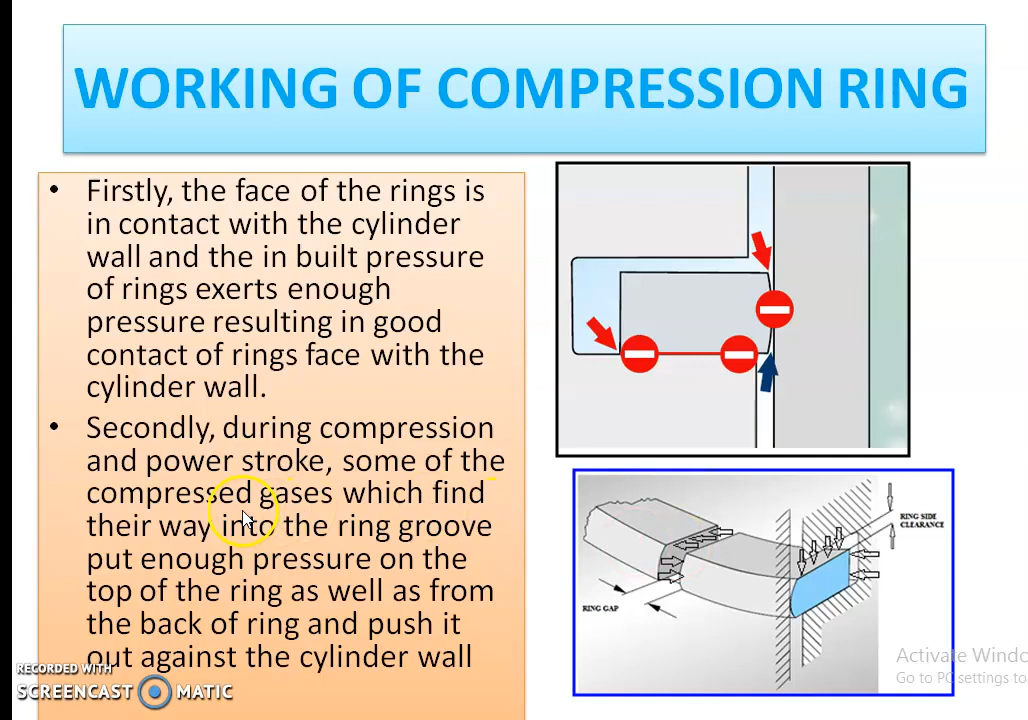 WORKING OF COMPRESSION RING
• Firstly, the face of the rings is
in contact with the cylinder
wall and the in built pressure
of rings exerts enough
pressure resulting in good
contact of rings face with the
cylinder wall.
• Secondly, during compression
and power stroke, some of the
compressed gases which find
their way into the ring groove
put enough pressure on the
top of the ring as well as from
the back of ring and push it
out against the cylinder wall
RING SIDE
CLEARANCE
RING GAP
RECORDED WITH
SCREENCAST MATIC
Activate Windo
Go to PC settings to